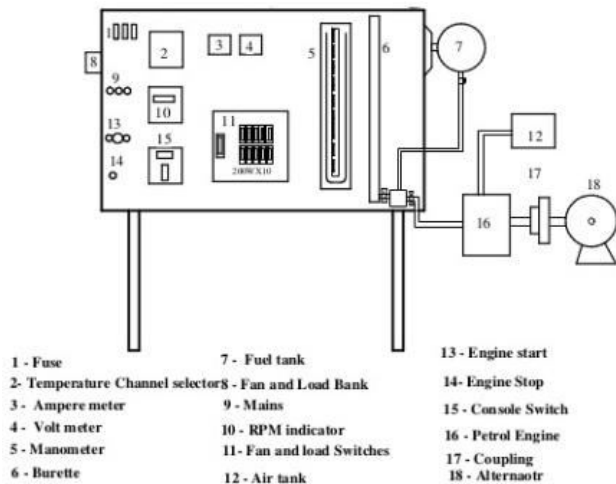 1
2
3
4
5
6
7
8
9
10
11
12
13
14
15
200WX10
16
17
18
1 - Fuse
2- Temperature Channel selector
3 - Ampere meter
4 - Volt meter
5 - Manometer
6 - Burette
7 - Fuel tank
8 - Fan and Load Bank
9 - Mains
10 - RPM indicator
11- Fan and load Switches
12 - Air tank
13 - Engine start
14- Engine Stop
15 - Console Switch
16 - Petrol Engine
17 - Coupling
18 - Alternaotr